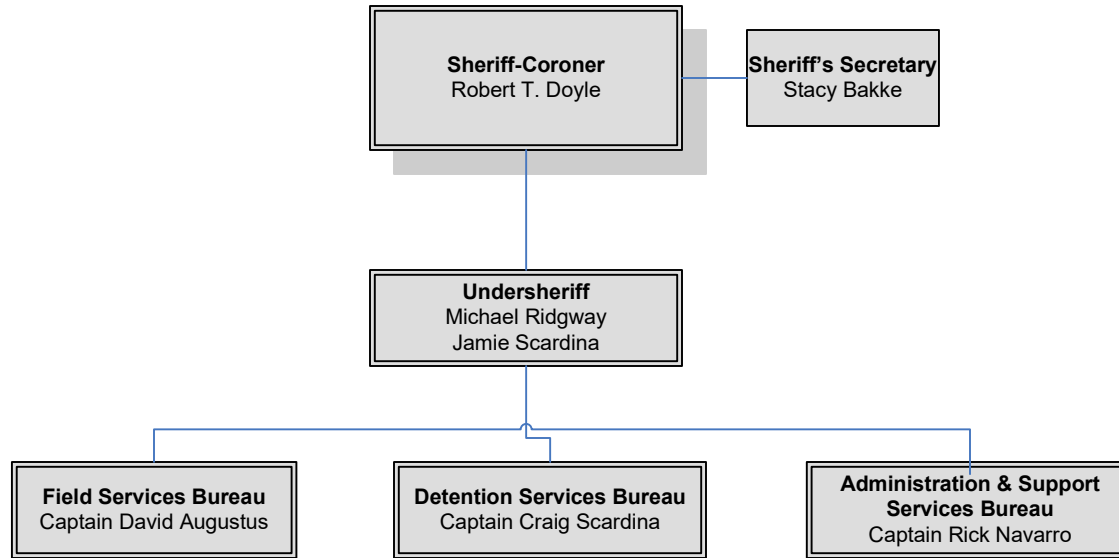 Sheriff-Coroner
Robert T. Doyle
Sheriff's Secretary
Stacy Bakke
Undersheriff
Michael Ridgway
Jamie Scardina
Field Services Bureau
Captain David Augustus
Detention Services Bureau
Captain Craig Scardina
Administration & Support
Services Bureau
Captain Rick Navarro